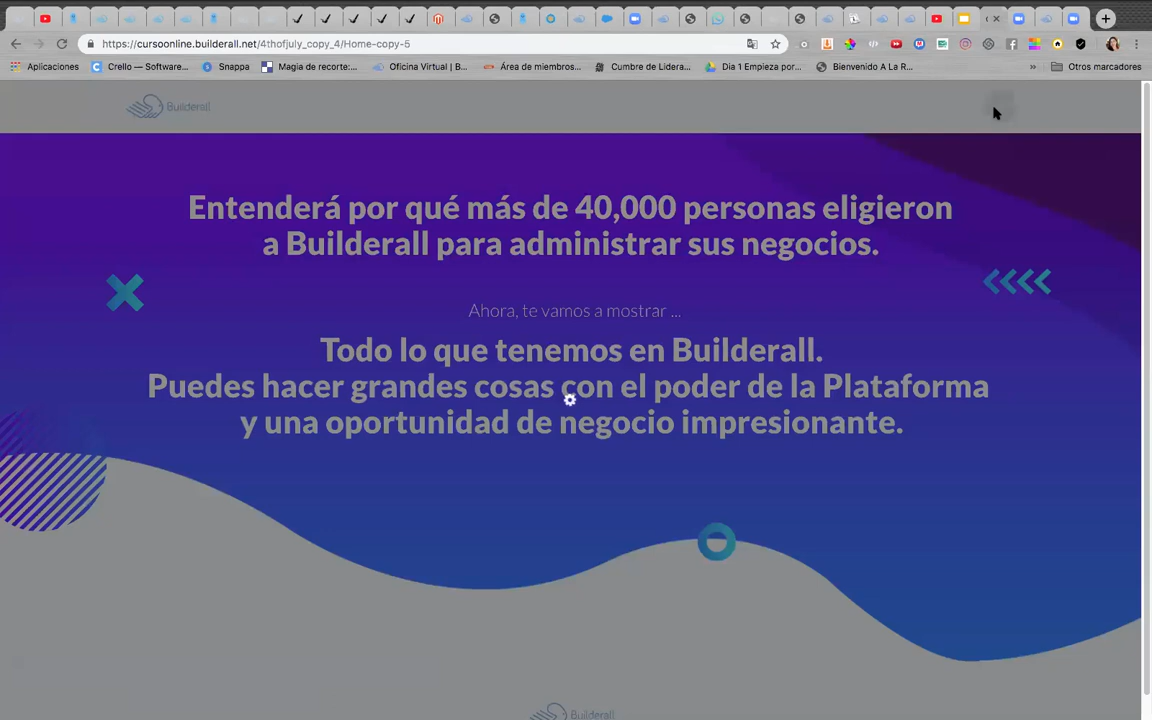 https://cursoonline.builderall.net/4thofjuly_copy_4/Home-copy-5
Aplicaciones
Crello — Software...
Snappa
Magia de recorte:...
Oficina Virtual | B...
Área de miembros...
Cumbre de Lidera...
Dia 1 Empieza por...
Bienvenido A La R...
»
Otros marcadores
Builderall
Entenderá por qué más de 40,000 personas eligieron
a Builderall para administrar sus negocios.
Ahora, te vamos a mostrar ...
Todo lo que tenemos en Builderall.
Puedes hacer grandes cosas con el poder de la Plataforma
y una oportunidad de negocio impresionante.
Builderall